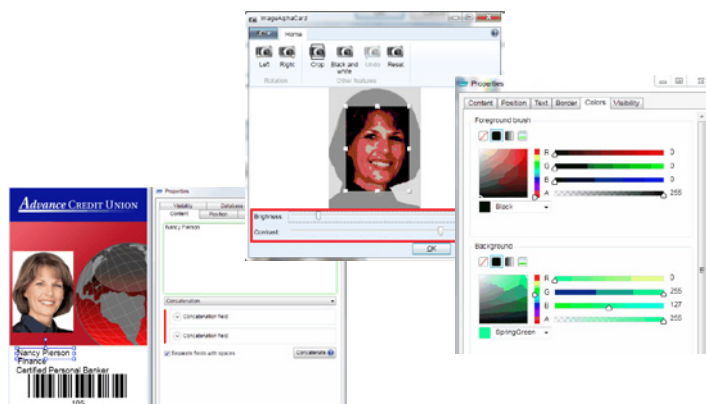 ImageAlphaCard
Home
Left Right Crop Black and white Undo Reset
Rotation Other features
Brightness
Contrast
OK
Properties
Content Position Text Border Colors Visibility
Foreground brush
R 0
G 0
B 0
A 255
Black
Background
R 0
G 255
B 127
A 255
SpringGreen
Advance CREDIT UNION
Nancy Pierson
Finance
Certified Personal Banker
105
Properties
Visibility Database
Content Position
Nancy Pierson
Concatenation
Concatenation field
Concatenation field
Separate fields with spaces Concatenate